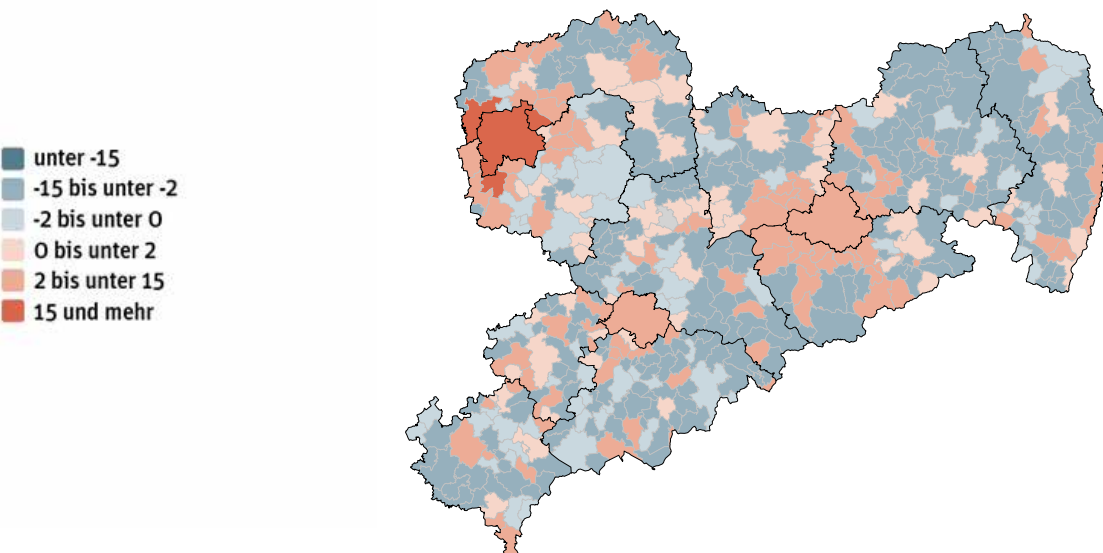 unter -15
-15 bis unter -2
-2 bis unter 0
0 bis unter 2
2 bis unter 15
15 und mehr